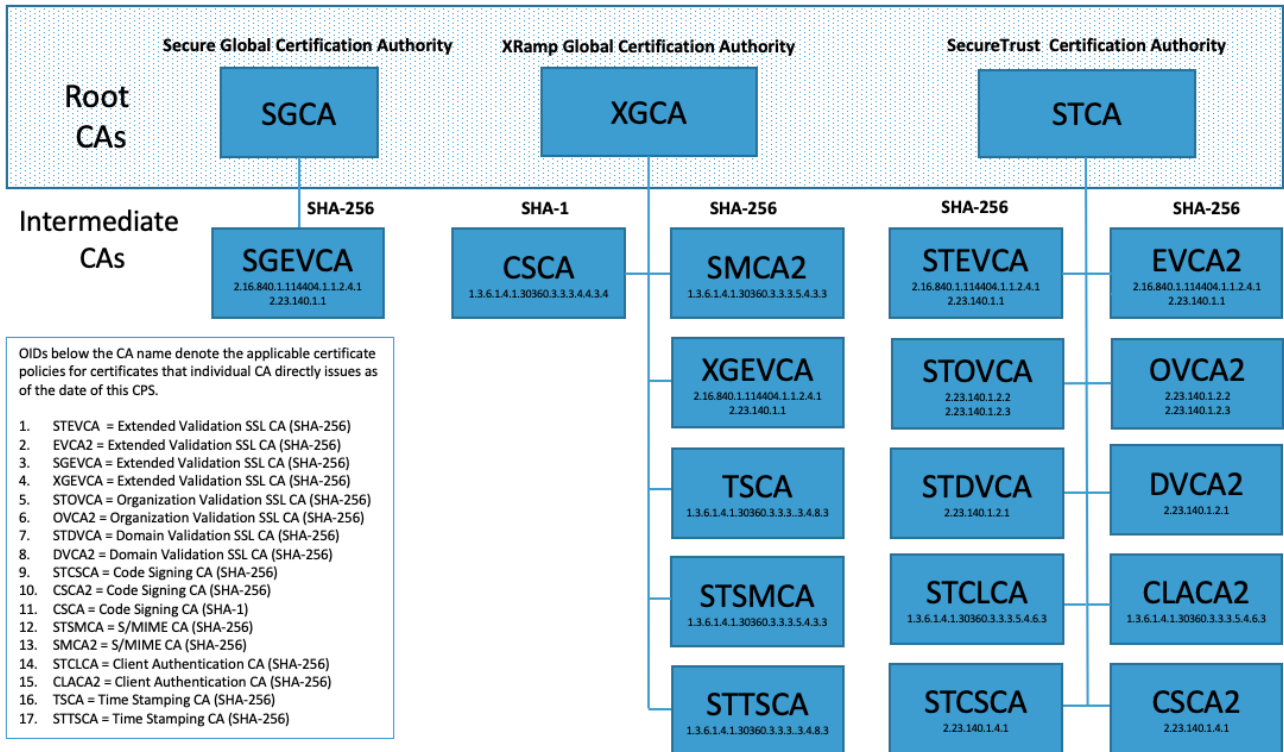 Secure Global Certification Authority
XRamp Global Certification Authority
SecureTrust Certification Authority
Root
CAs
SGCA
XGCA
STCA
Intermediate
CAs
SHA-256
SHA-1
SHA-256
SHA-256
SHA-256
SGEVCA
2.16.840.1.114404.1.1.2.4.1
2.23.140.1.1
CSCA
1.3.6.1.4.1.30360.3.3.3.4.4.3.4
SMCA2
1.3.6.1.4.1.30360.3.3.3.5.4.3.3
STEVCA
2.16.840.1.114404.1.1.2.4.1
2.23.140.1.1
EVCA2
2.16.840.1.114404.1.1.2.4.1
2.23.140.1.1
XGEVCA
2.16.840.1.114404.1.1.2.4.1
2.23.140.1.1
STOVCA
2.23.140.1.2.2
2.23.140.1.2.3
OVCA2
2.23.140.1.2.2
2.23.140.1.2.3
TSCA
1.3.6.1.4.1.30360.3.3.3..3.4.8.3
STDVCA
2.23.140.1.2.1
DVCA2
2.23.140.1.2.1
STSMCA
1.3.6.1.4.1.30360.3.3.3.5.4.3.3
STCLCA
1.3.6.1.4.1.30360.3.3.3.5.4.6.3
CLACA2
1.3.6.1.4.1.30360.3.3.3.5.4.6.3
STTSCA
1.3.6.1.4.1.30360.3.3.3..3.4.8.3
STCSCA
2.23.140.1.4.1
CSCA2
2.23.140.1.4.1
OIDs below the CA name denote the applicable certificate
policies for certificates that individual CA directly issues as
of the date of this CPS.
1. STEVCA = Extended Validation SSL CA (SHA-256)
2. EVCA2 = Extended Validation SSL CA (SHA-256)
3. SGEVCA = Extended Validation SSL CA (SHA-256)
4. XGEVCA = Extended Validation SSL CA (SHA-256)
5. STOVCA = Organization Validation SSL CA (SHA-256)
6. OVCA2 = Organization Validation SSL CA (SHA-256)
7. STDVCA = Domain Validation SSL CA (SHA-256)
8. DVCA2 = Domain Validation SSL CA (SHA-256)
9. STCSCA = Code Signing CA (SHA-256)
10. CSCA2 = Code Signing CA (SHA-256)
11. CSCA = Code Signing CA (SHA-1)
12. STSMCA = S/MIME CA (SHA-256)
13. SMCA2 = S/MIME CA (SHA-256)
14. STCLCA = Client Authentication CA (SHA-256)
15. CLACA2 = Client Authentication CA (SHA-256)
16. TSCA = Time Stamping CA (SHA-256)
17. STTSCA = Time Stamping CA (SHA-256)